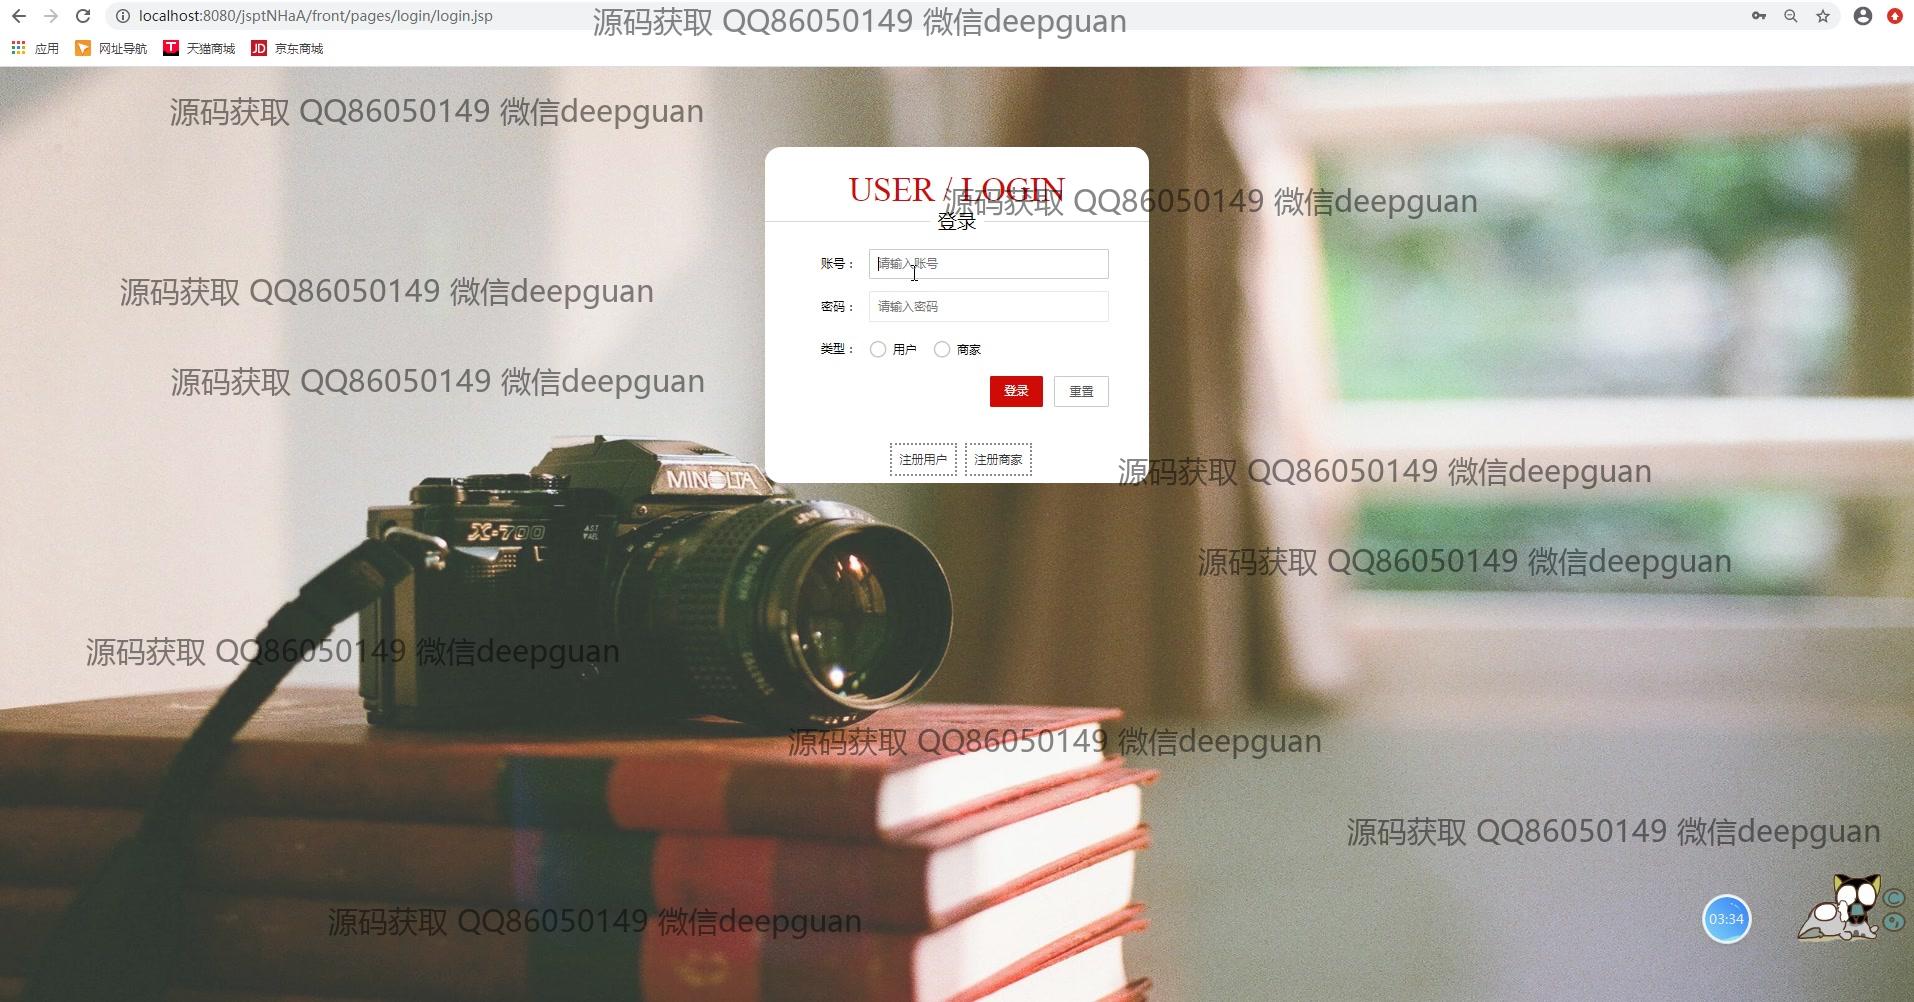 localhost:8080/jsptNHaA/front/pages/login/login.jsp
源码获取 QQ86050149 微信deepguan
应用 网址导航 天猫商城 JD 京东商城
源码获取 QQ86050149 微信deepguan
USER / LOGIN
源码获取 QQ86050149 微信deepguan
登录
账号：
请输入账号
源码获取 QQ86050149 微信deepguan
密码：
请输入密码
类型：
用户
商家
源码获取 QQ86050149 微信deepguan
登录
重置
注册用户
注册商家
源码获取 QQ86050149 微信deepguan
MINOLTA
X-700
源码获取 QQ86050149 微信deepguan
源码获取 QQ86050149 微信deepguan
源码获取 QQ86050149 微信deepguan
源码获取 QQ86050149 微信deepguan
03:34
源码获取 QQ86050149 微信deepguan